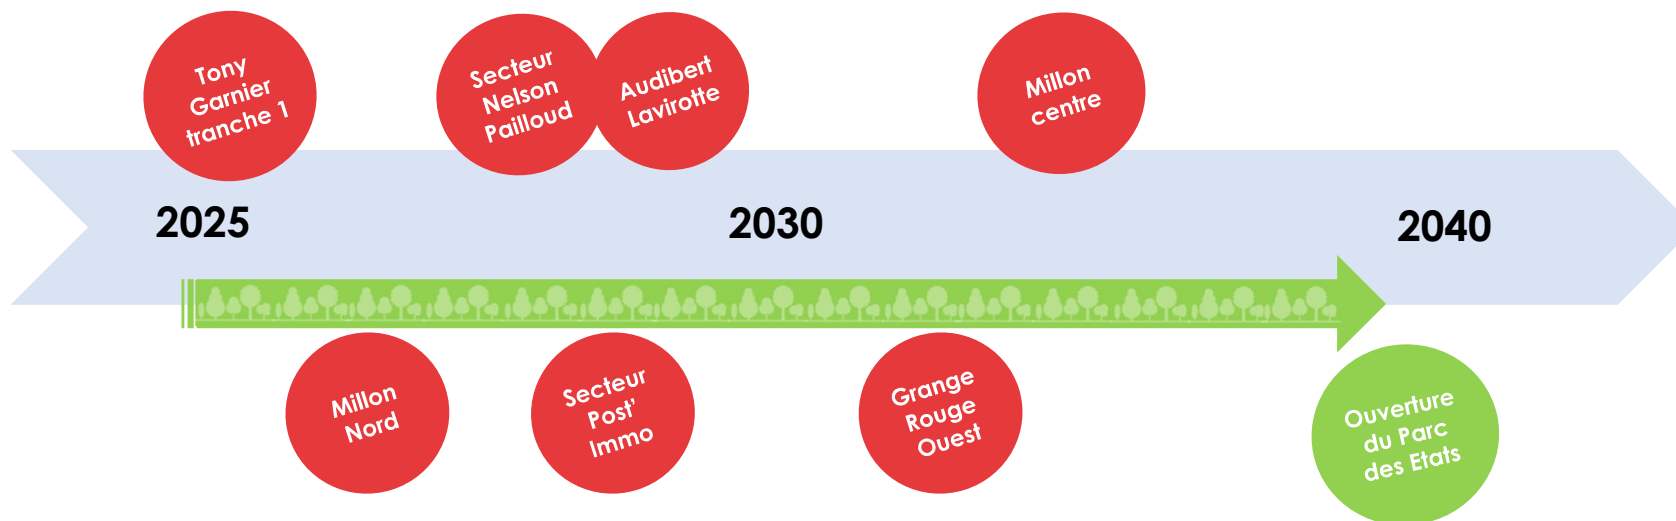 Tony
Garnier
tranche 1
Secteur
Nelson
Pailloud
Audibert
Lavirotte
Millon
centre
2025
2030
2040
Millon
Nord
Secteur
Post'
Immo
Grange
Rouge
Ouest
Ouverture
du Parc
des Etats